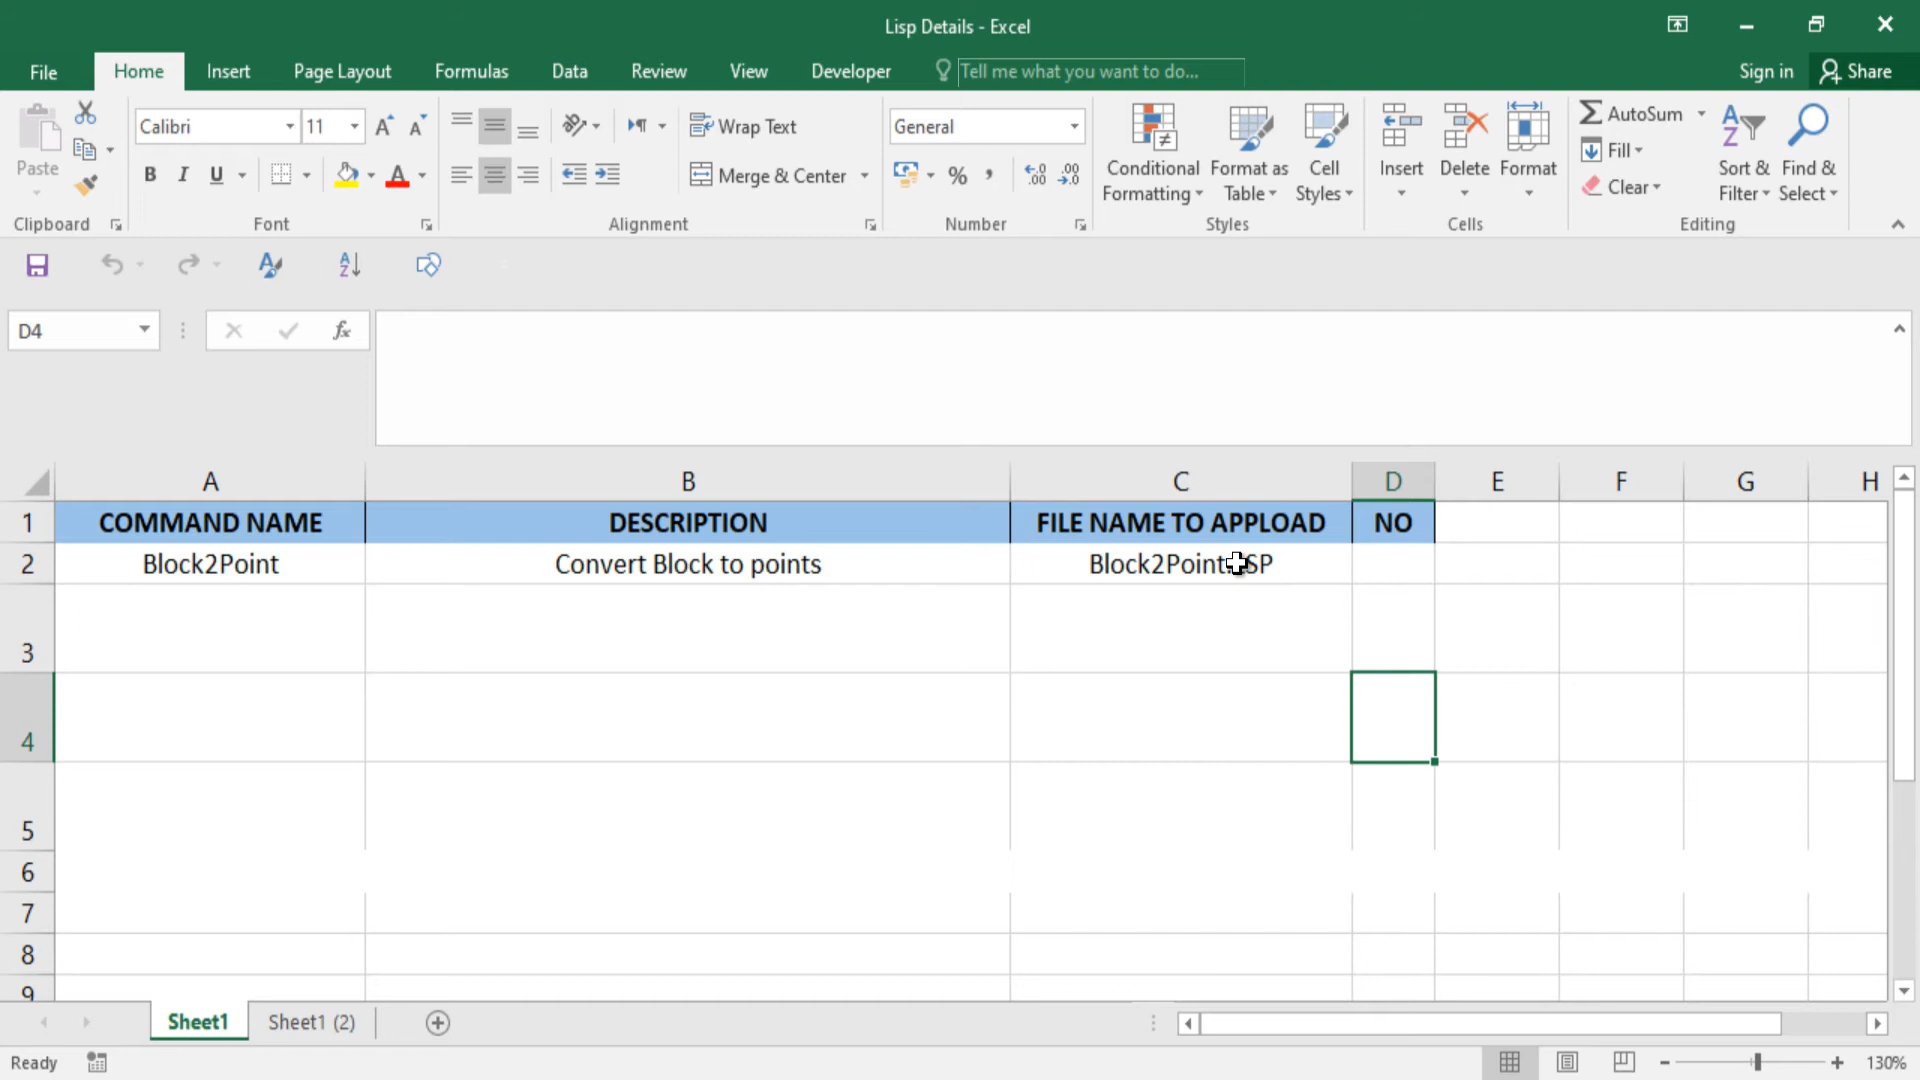 Lisp Details - Excel
File Home Insert Page Layout Formulas Data Review View Developer Tell me what you want to do... Sign in Share
Calibri 11 Wrap Text General AutoSum
Paste Conditional Format as Cell Insert Delete Format Fill Sort & Find &
B I U A Merge & Center % Formatting Table Styles Clear Filter Select
Clipboard Font Alignment Number Styles Cells Editing
D4 fx
A B C D E F G H
1 COMMAND NAME DESCRIPTION FILE NAME TO APPLOAD NO
2 Block2Point Convert Block to points
3
4
5
6
7
8
9
Sheet1 Sheet1 (2)
Ready 130%